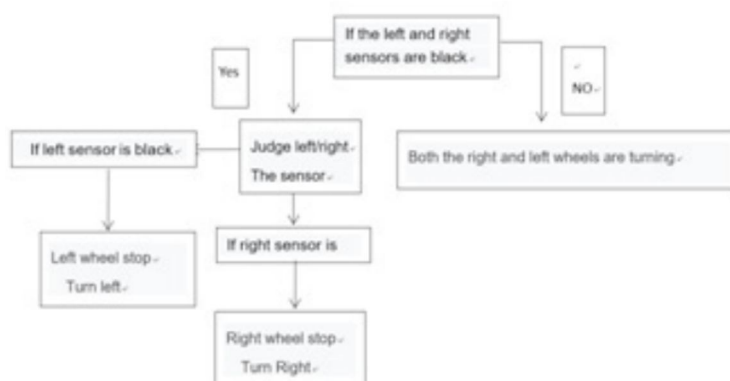 If the left and right
sensors are black
Yes
NO
If left sensor is black
Judge left/right
The sensor
Both the right and left wheels are turning
If right sensor is
Left wheel stop
Turn left
Right wheel stop
Turn Right